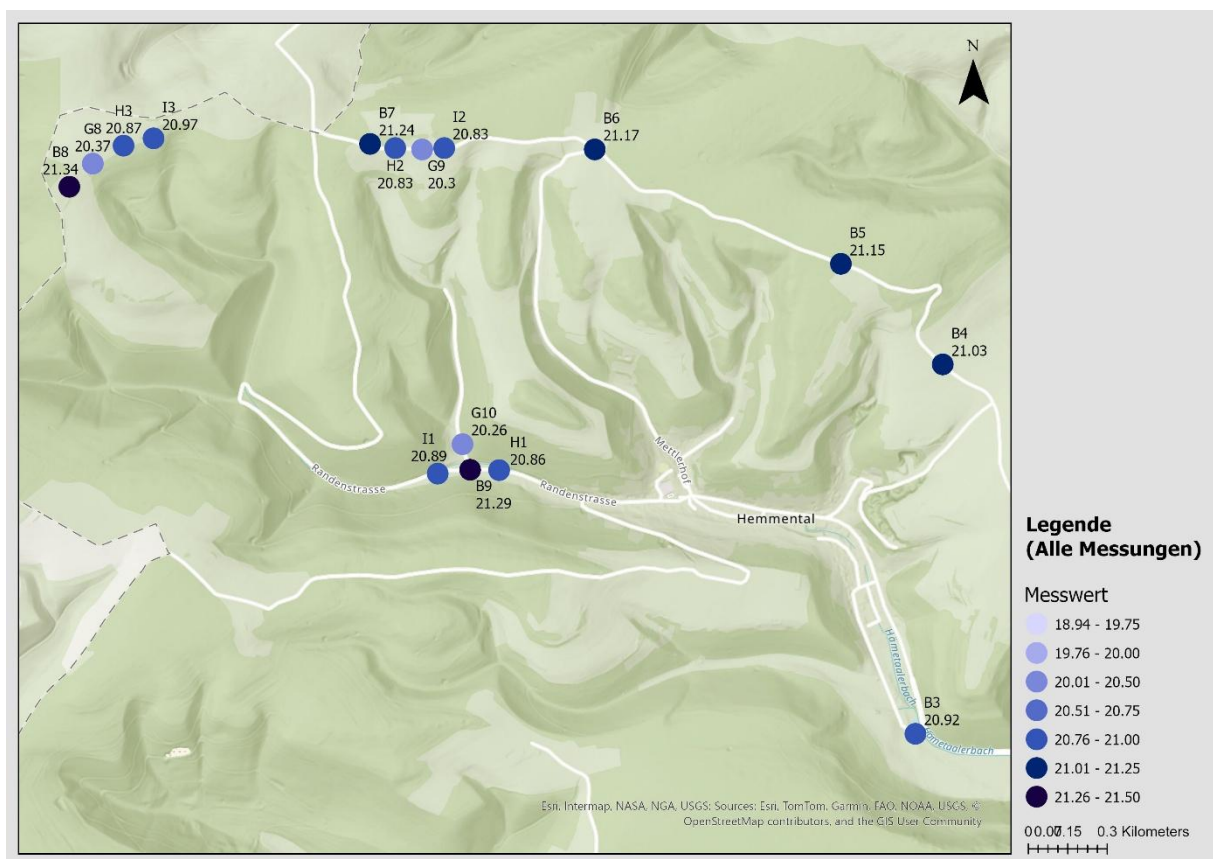 N
B7
21.24
I2
20.83
B6
21.17
H3
20.87
I3
20.97
G8
20.37
B8
21.34
H2
20.83
G9
20.3
B5
21.15
B4
21.03
G10
20.26
I1
20.89
H1
20.86
B9
21.29
Randenstrasse
Randenstrasse
Mettlerhof
Hemmental
Hämetaalerbach
B3
20.92
Hämetaalerbach
Esri, Intermap, NASA, NGA, USGS; Sources: Esri, TomTom, Garmin, FAO, NOAA, USGS, ©
OpenStreetMap contributors, and the GIS User Community
Legende
(Alle Messungen)
Messwert
18.94 - 19.75
19.76 - 20.00
20.01 - 20.50
20.51 - 20.75
20.76 - 21.00
21.01 - 21.25
21.26 - 21.50
0 0.3 Kilometers